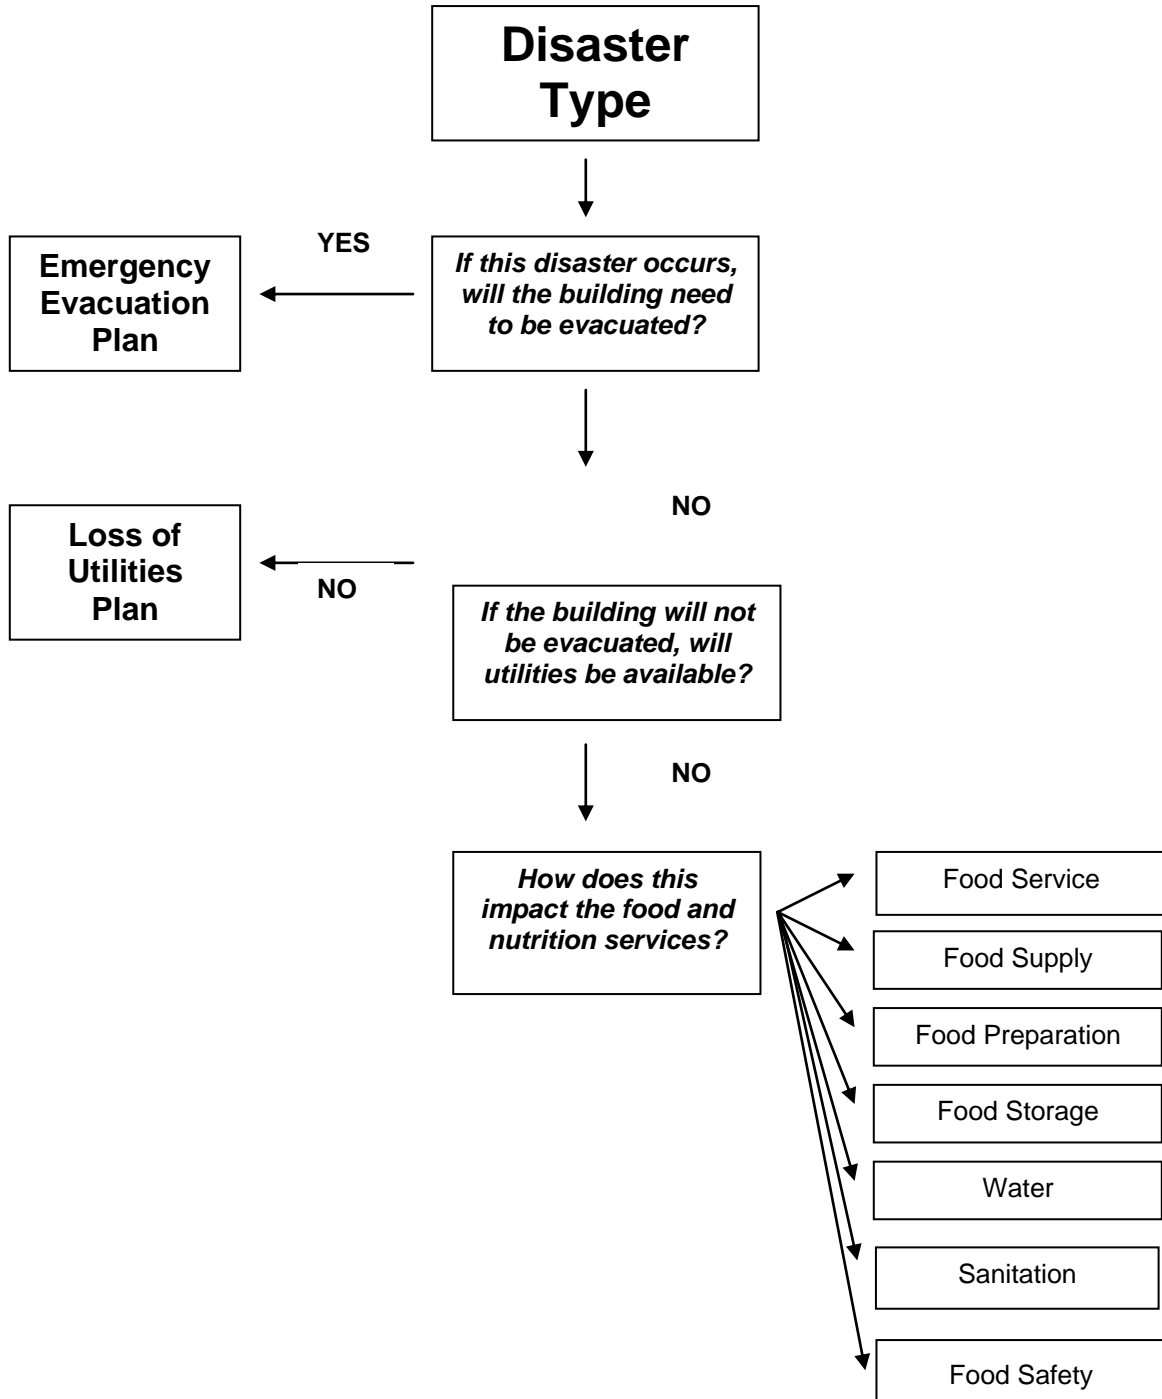 Disaster
Type
YES
Emergency
Evacuation
Plan
If this disaster occurs,
will the building need
to be evacuated?
NO
Loss of
Utilities
Plan
NO
If the building will not
be evacuated, will
utilities be available?
NO
How does this
impact the food and
nutrition services?
Food Service
Food Supply
Food Preparation
Food Storage
Water
Sanitation
Food Safety